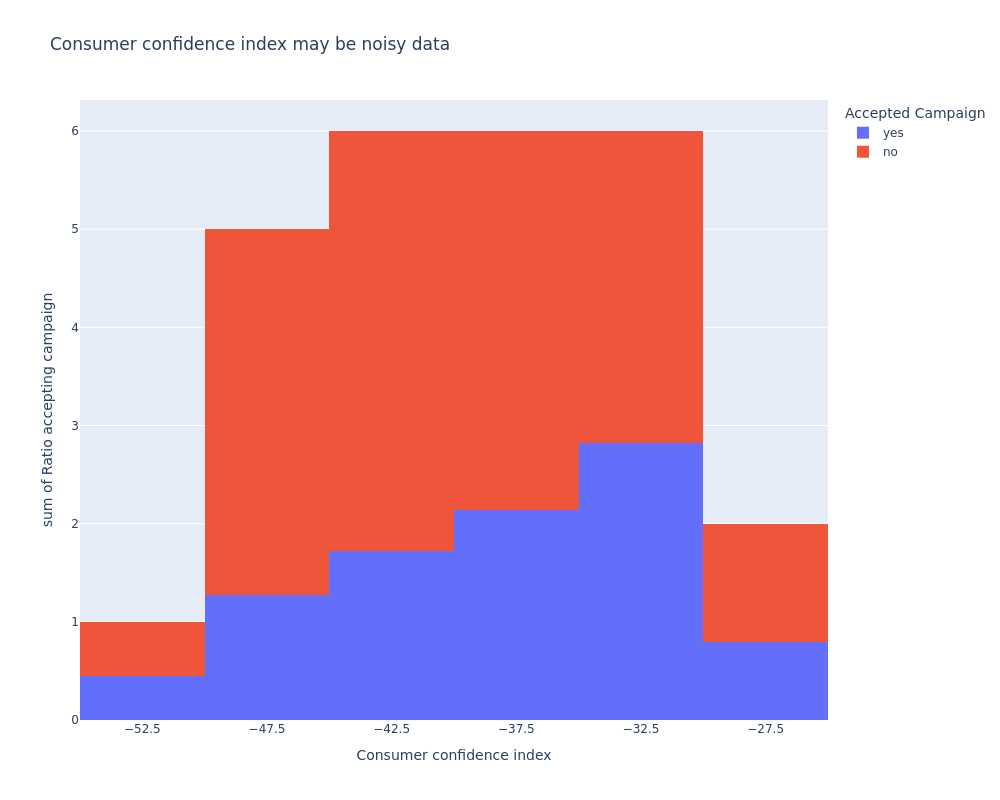 Consumer confidence index may be noisy data
Accepted Campaign
yes
no
6
5
4
3
2
1
0
sum of Ratio accepting campaign
−52.5
−47.5
−42.5
−37.5
−32.5
−27.5
Consumer confidence index